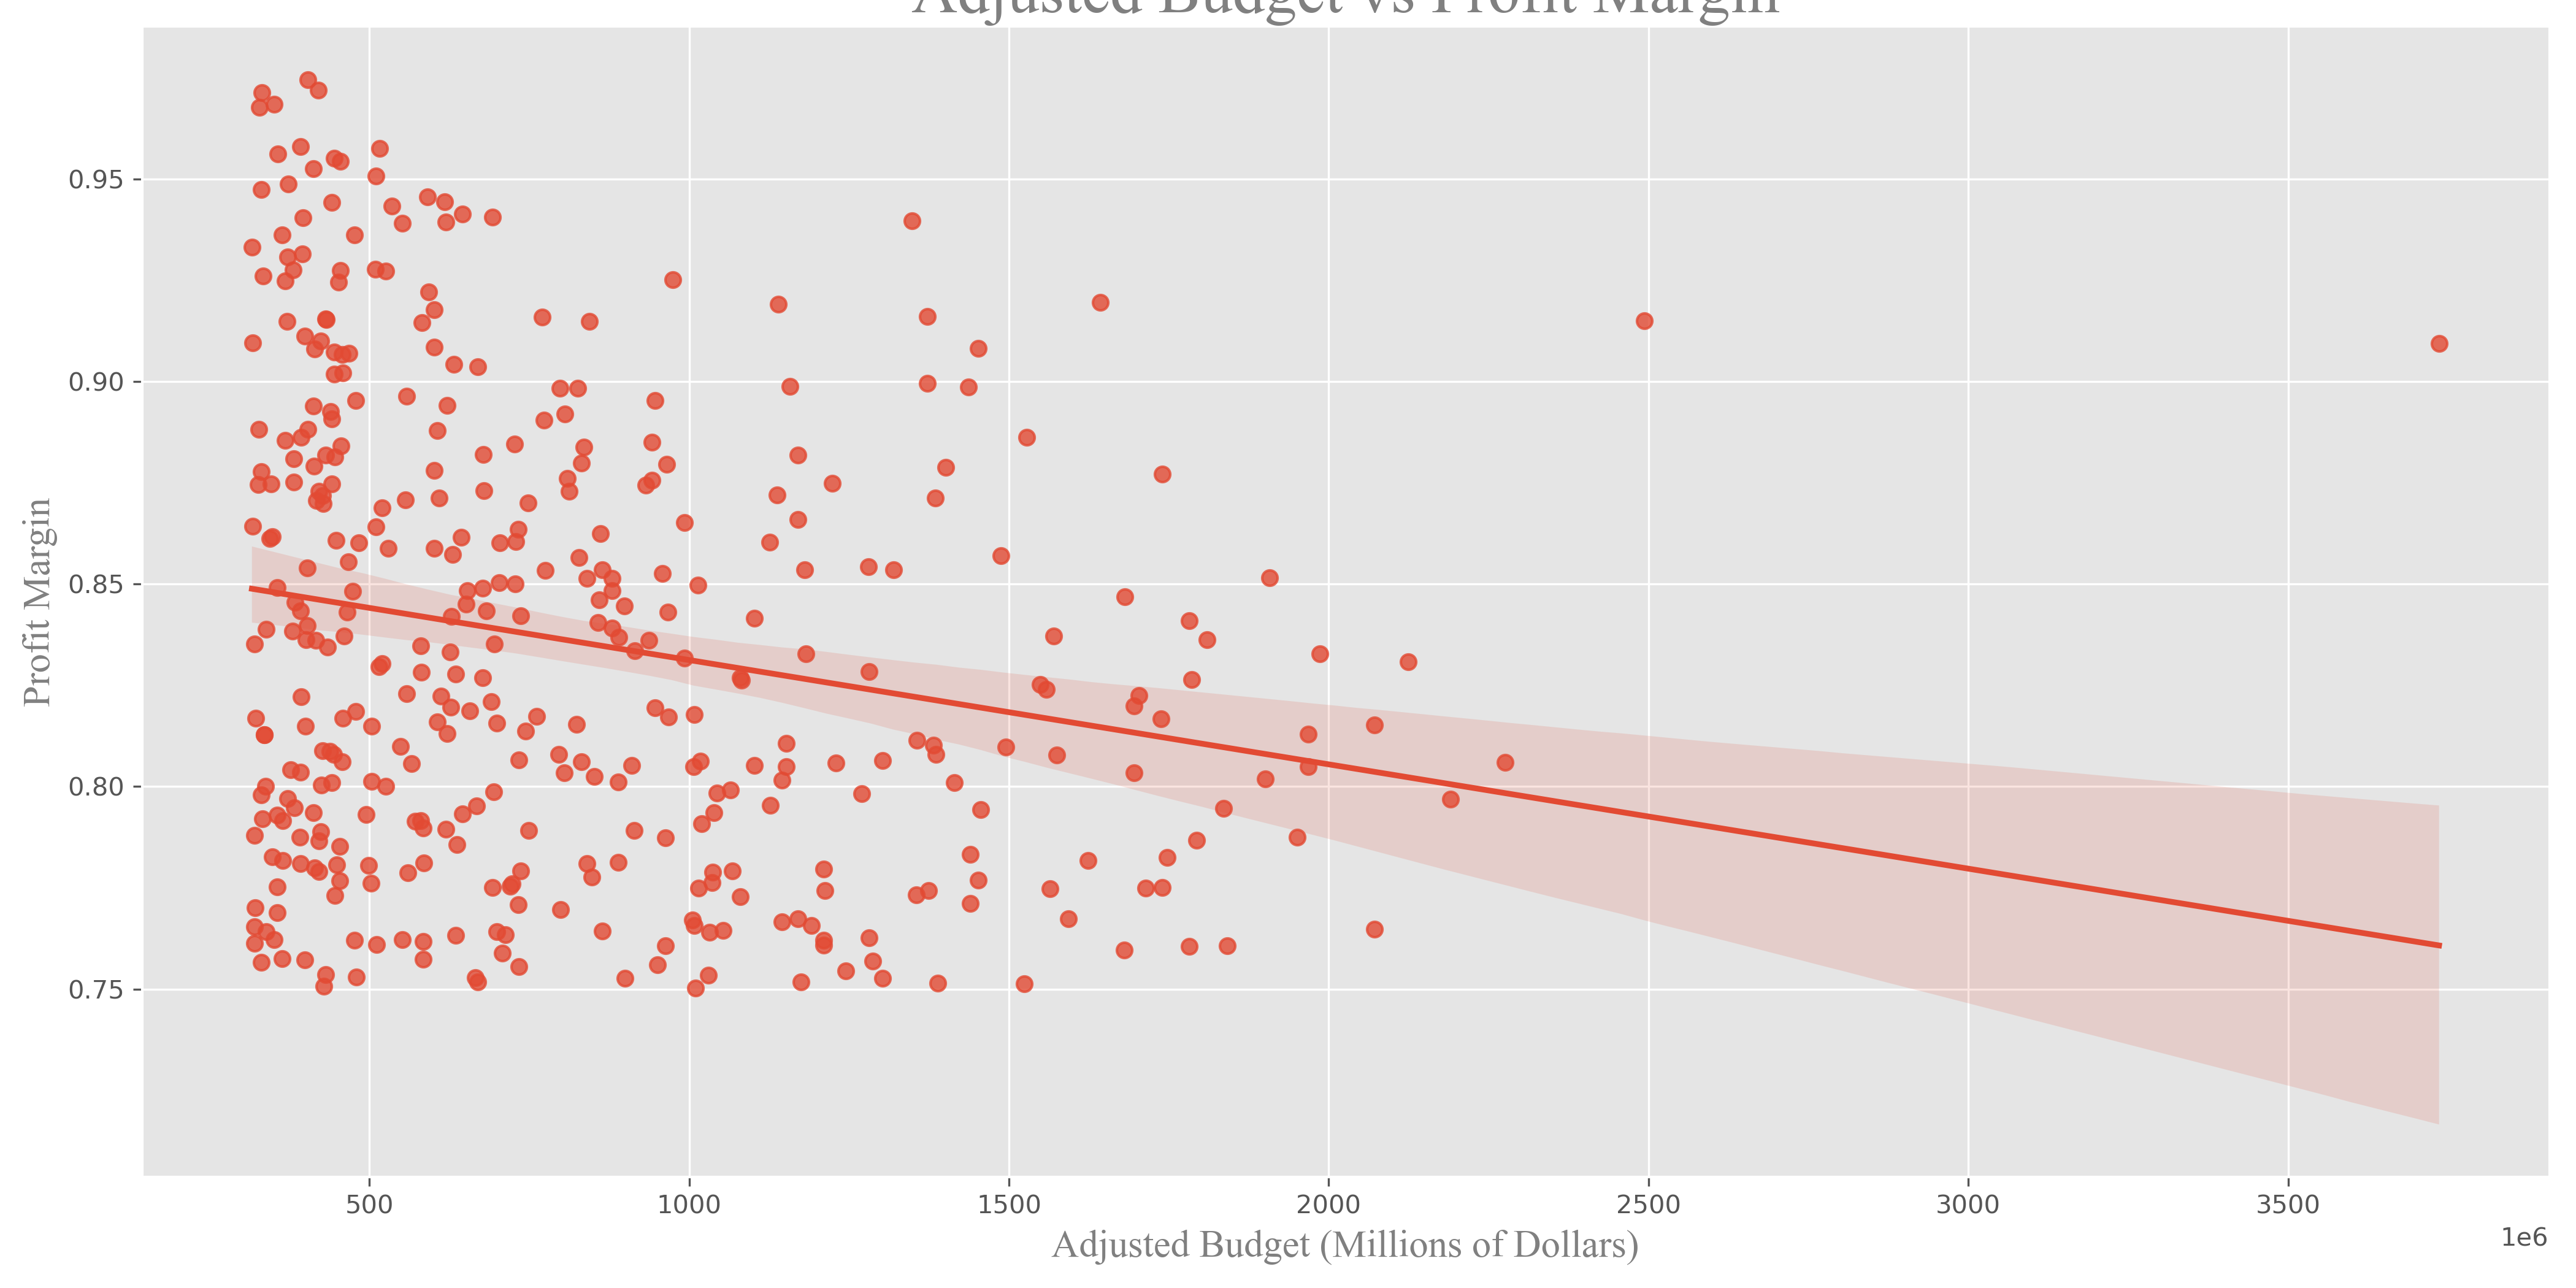 Adjusted Budget vs Profit Margin
0.95
0.90
0.85
0.80
0.75
Profit Margin
500 1000 1500 2000 2500 3000 3500
1e6
Adjusted Budget (Millions of Dollars)